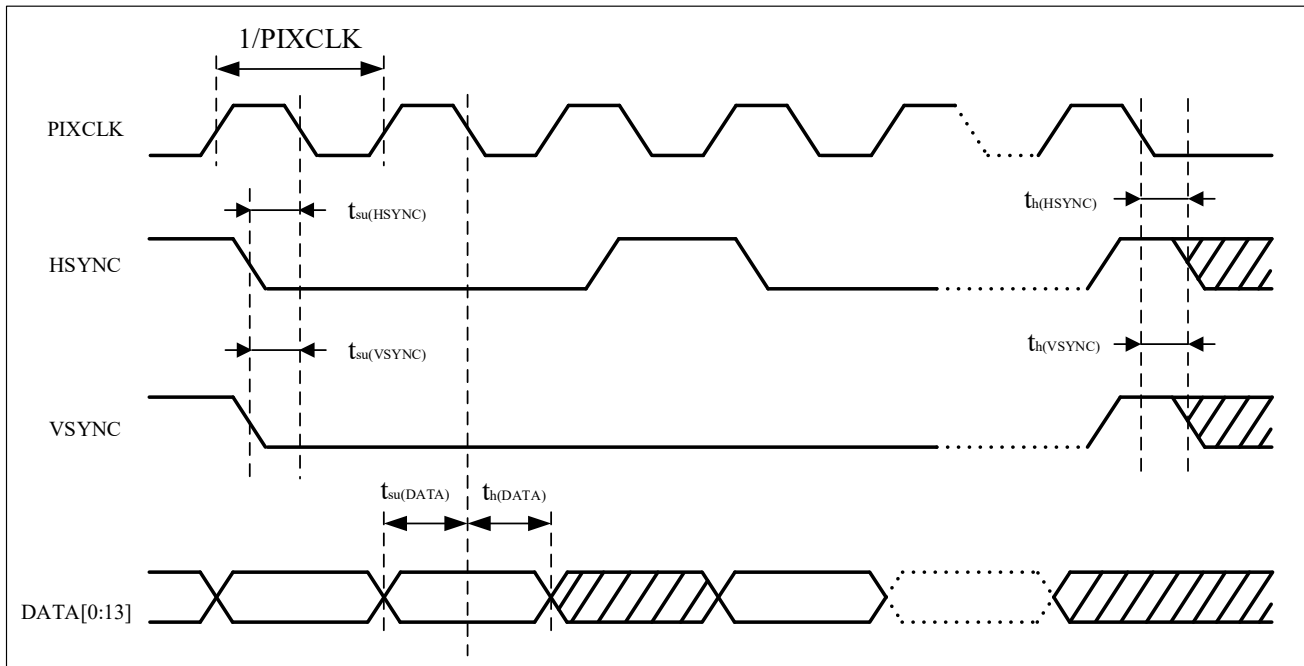 1/PIXCLK
PIXCLK
tsu(HSYNC)
th(HSYNC)
HSYNC
tsu(VSYNC)
th(VSYNC)
VSYNC
tsu(DATA) th(DATA)
DATA[0:13]